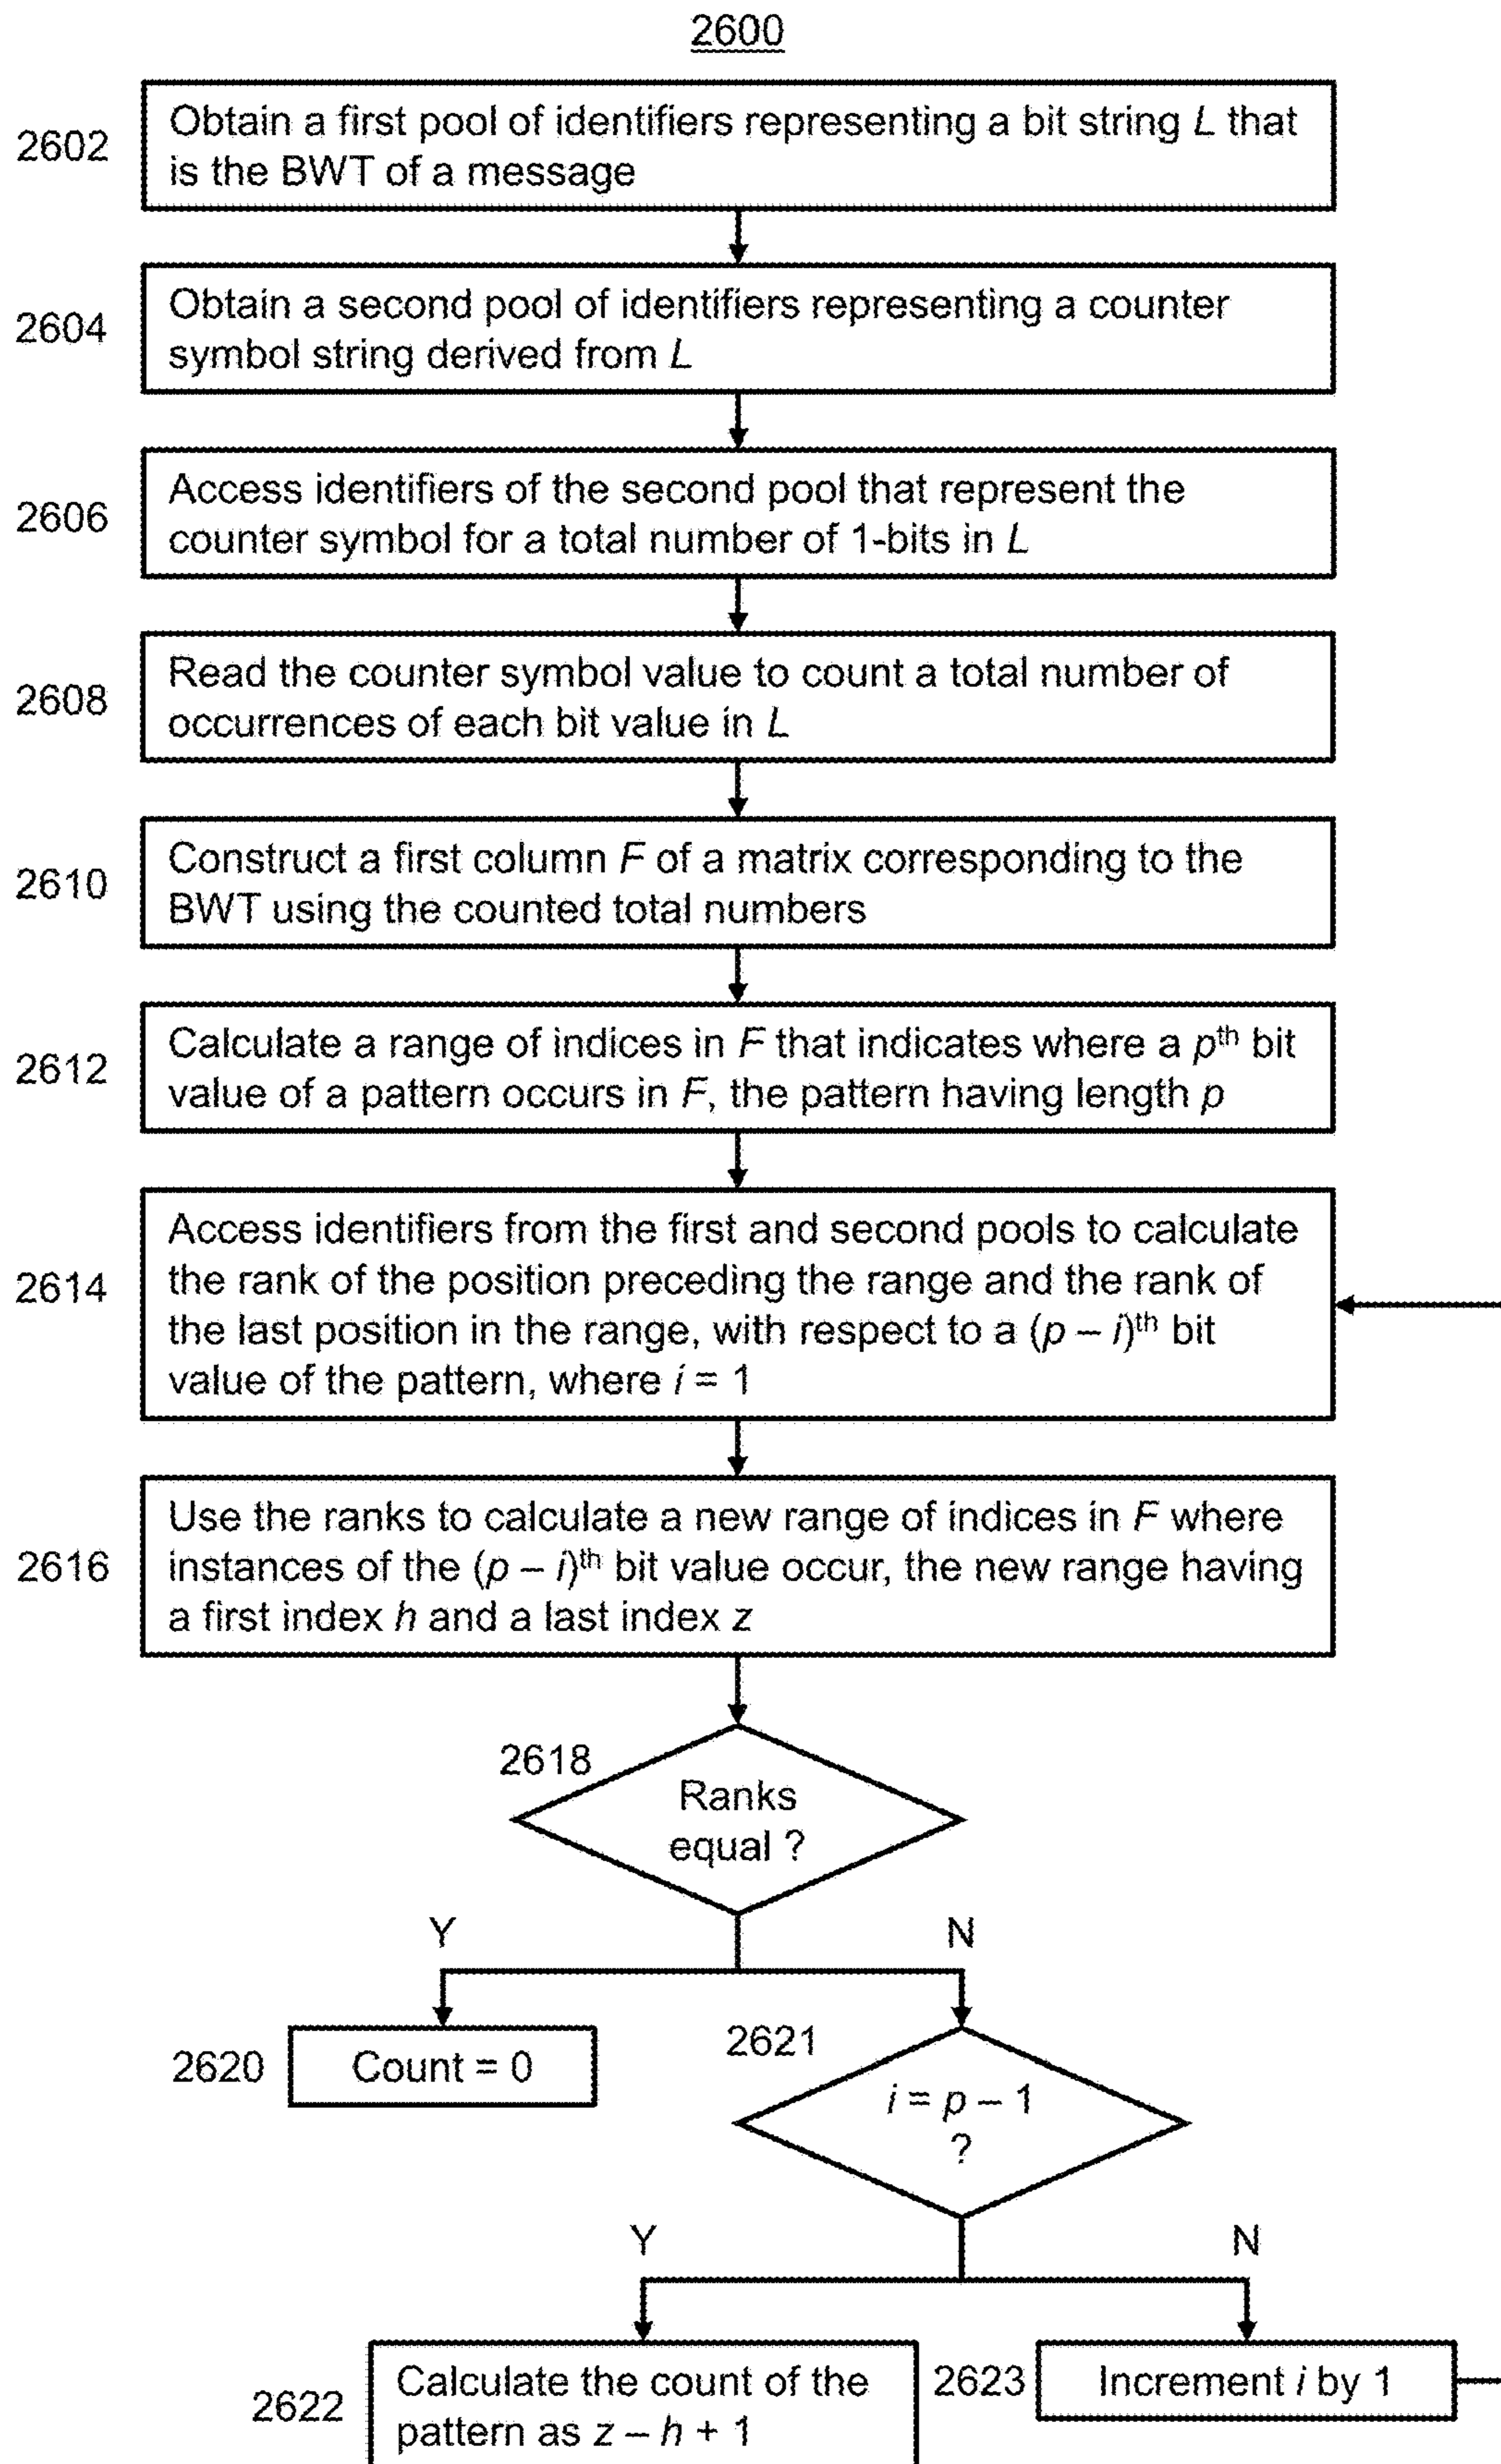 2600
2602
Obtain a first pool of identifiers representing a bit string L that
is the BWT of a message
2604
Obtain a second pool of identifiers representing a counter
symbol string derived from L
2606
Access identifiers of the second pool that represent the
counter symbol for a total number of 1-bits in L
2608
Read the counter symbol value to count a total number of
occurrences of each bit value in L
2610
Construct a first column F of a matrix corresponding to the
BWT using the counted total numbers
2612
Calculate a range of indices in F that indicates where a pth bit
value of a pattern occurs in F, the pattern having length p
2614
Access identifiers from the first and second pools to calculate
the rank of the position preceding the range and the rank of
the last position in the range, with respect to a (p – i)th bit
value of the pattern, where i = 1
2616
Use the ranks to calculate a new range of indices in F where
instances of the (p – i)th bit value occur, the new range having
a first index h and a last index z
2618
Ranks
equal ?
Y
N
2620
Count = 0
2621
i = p – 1
?
Y
N
2622
Calculate the count of the
pattern as z – h + 1
2623
Increment i by 1